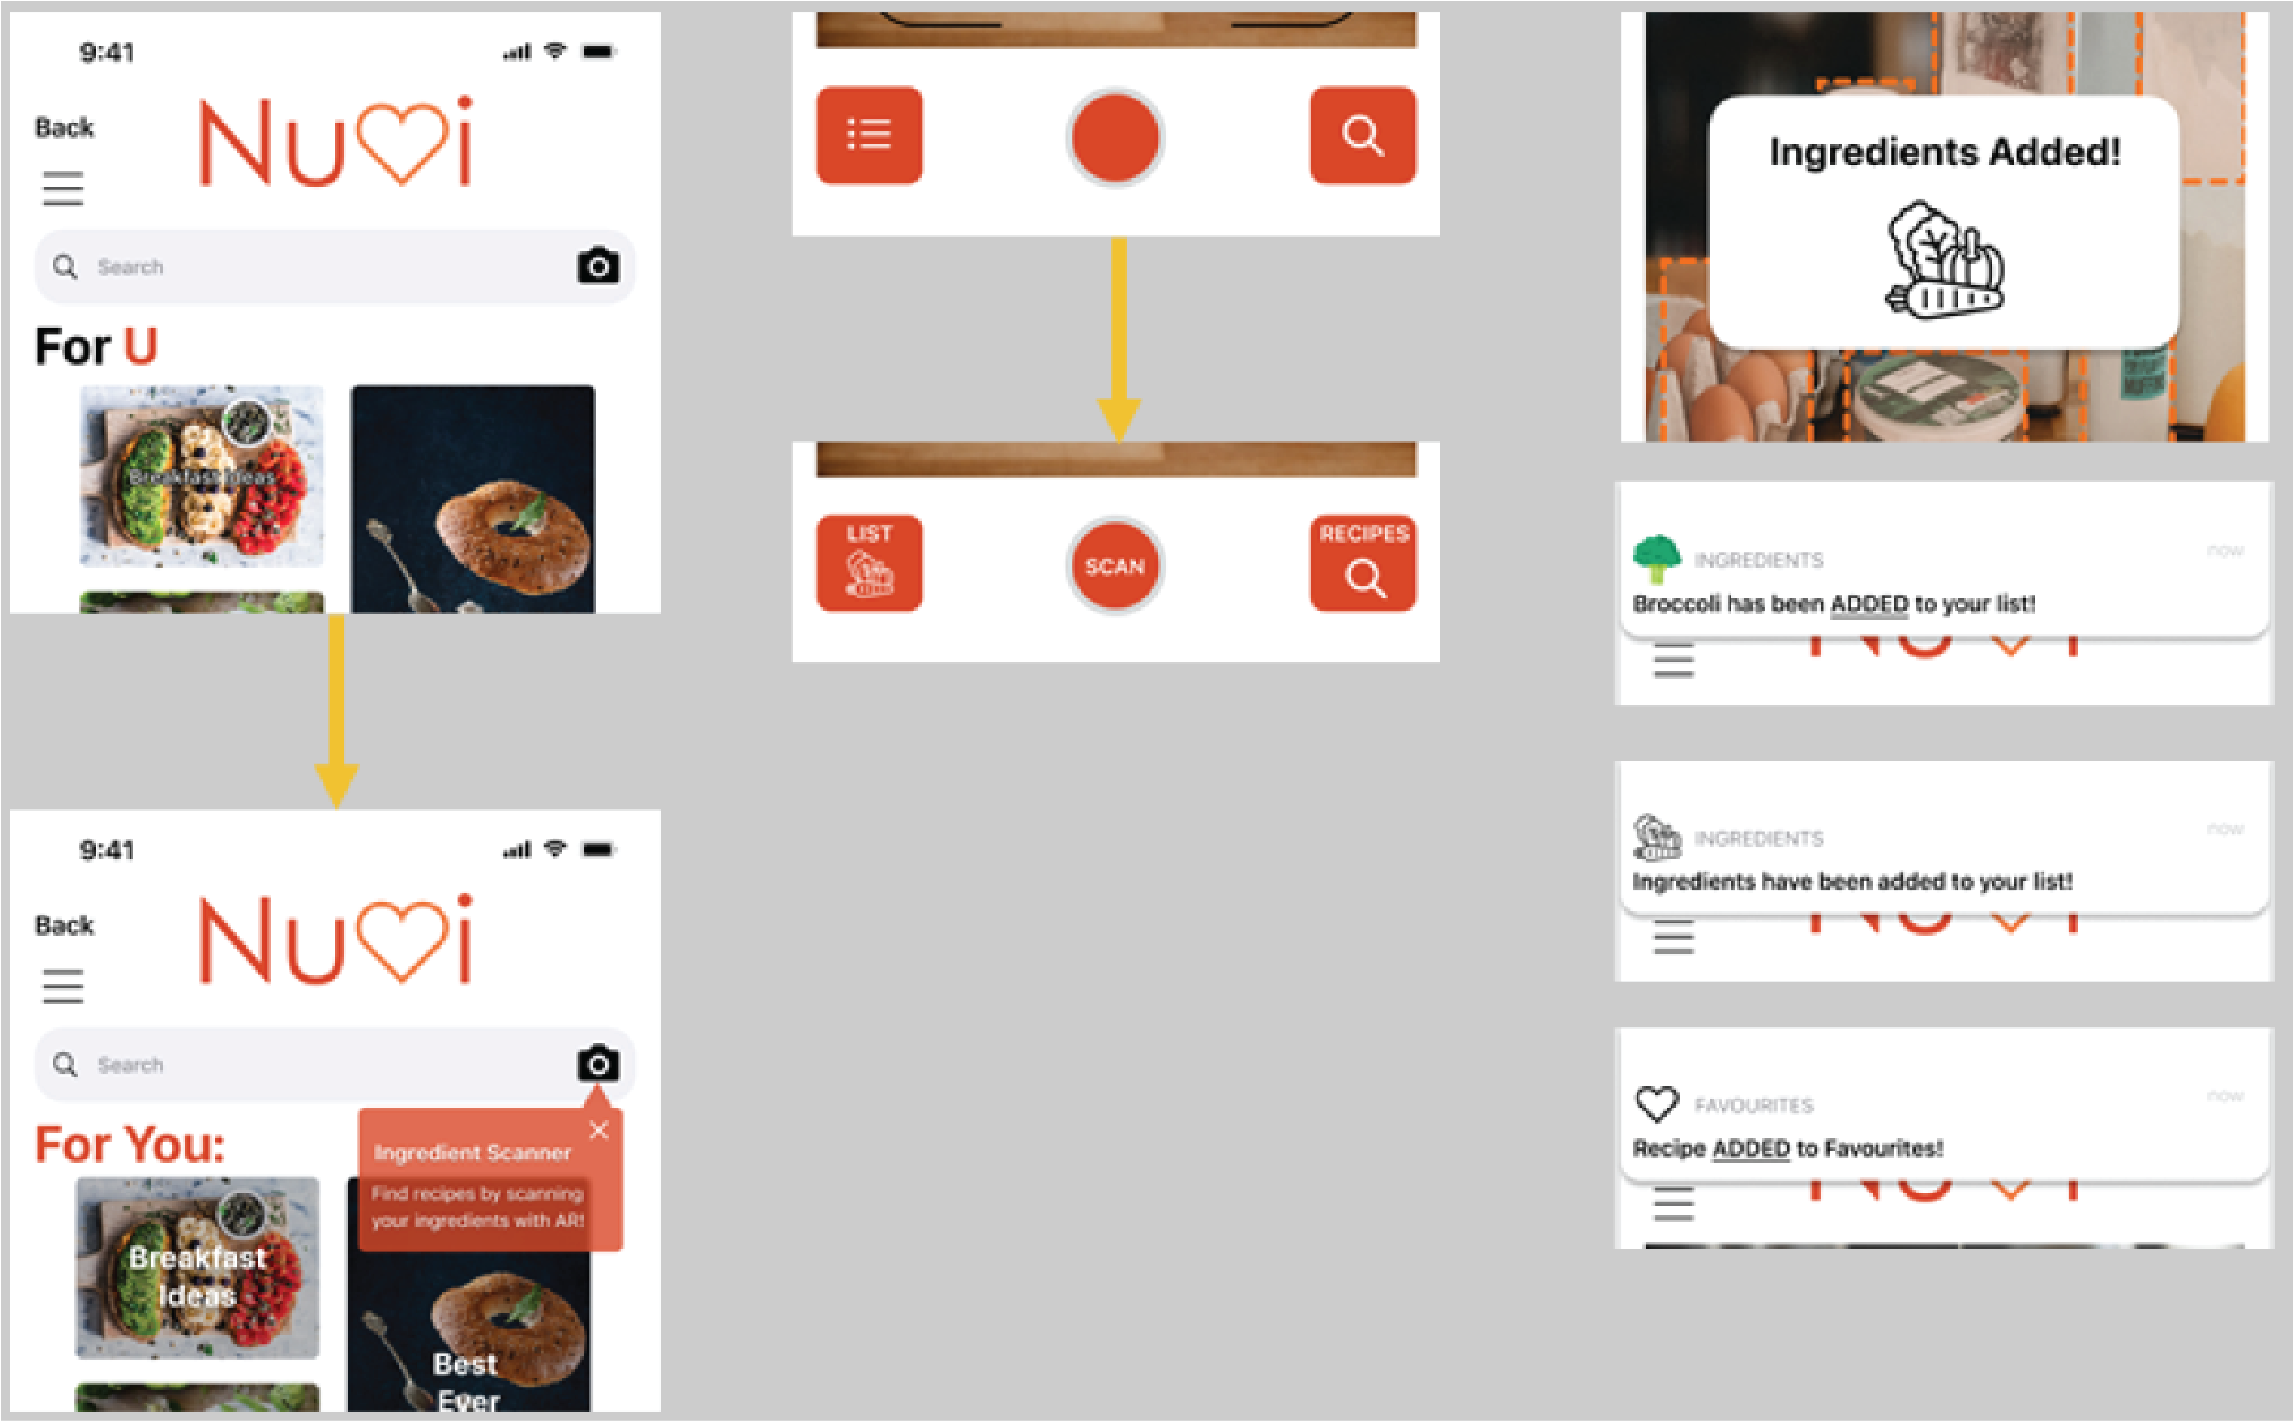 9:41
Back
Nu i
Search
For U
Breakfast Ideas
9:41
Back
Nu i
Search
For You:
Ingredient Scanner
Find recipes by scanning
your ingredients with AR!
Breakfast
Ideas
Best
Ever
LIST
SCAN
RECIPES
Ingredients Added!
INGREDIENTS
now
Broccoli has been ADDED to your list!
INGREDIENTS
now
Ingredients have been added to your list!
FAVOURITES
now
Recipe ADDED to Favourites!